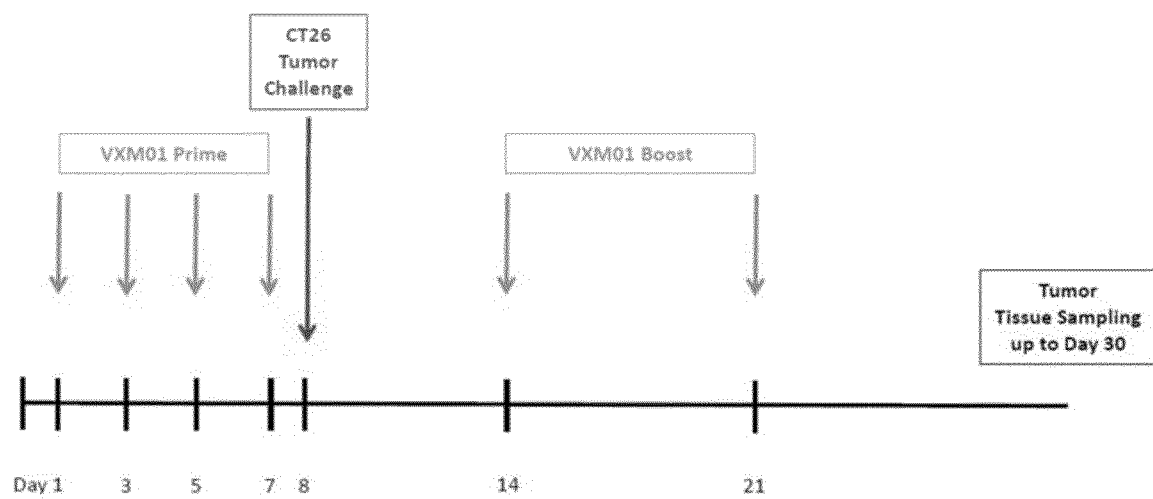 CT26
Tumor
Challenge
VXM01 Prime
VXM01 Boost
Tumor
Tissue Sampling
up to Day 30
Day 1 3 5 7 8 14 21